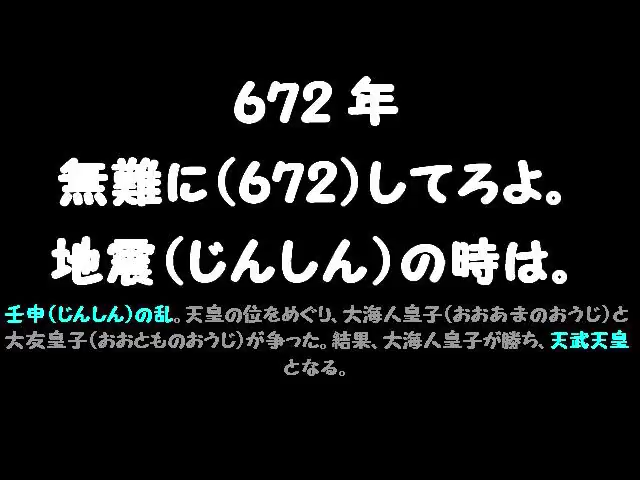 672年
無難に(672)してろよ。
地震(じんしん)の時は。
壬申(じんしん)の乱。天皇の位をめぐり、大海人皇子(おおあまのおうじ)と
大友皇子(おおとものおうじ)が争った。結果、大海人皇子が勝ち、天武天皇
となる。